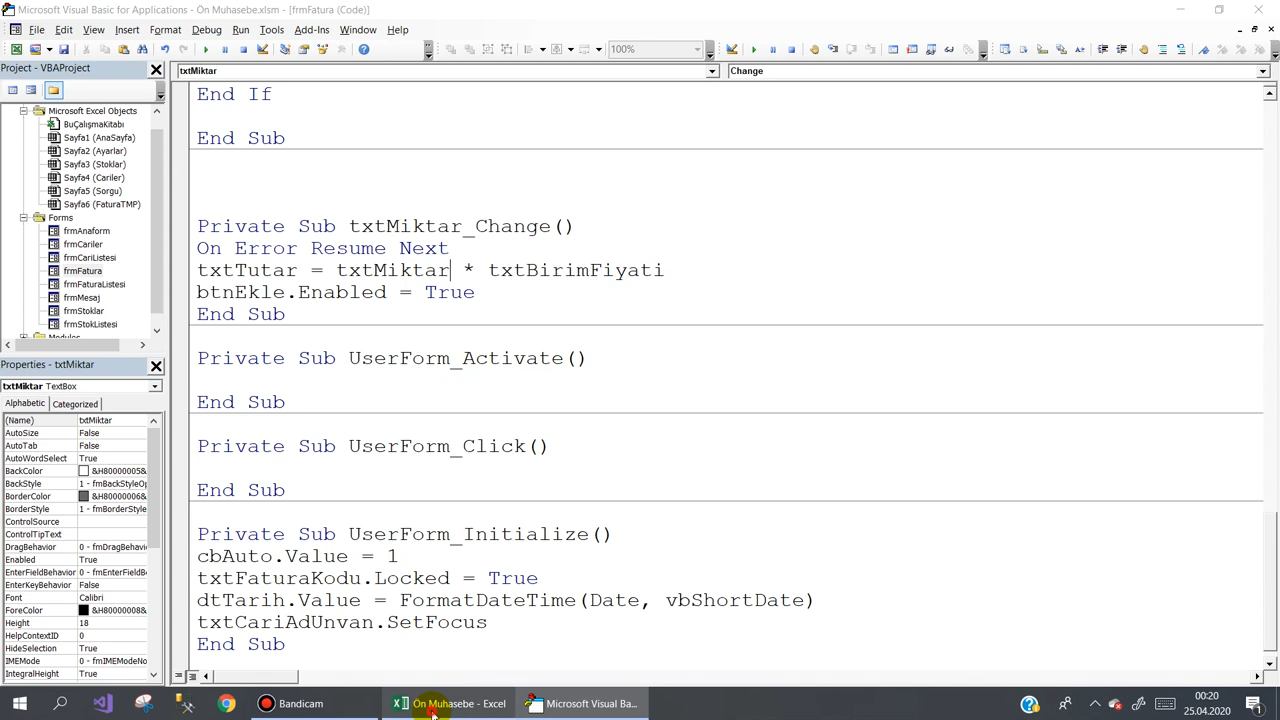 Microsoft Visual Basic for Applications - Ön Muhasebe.xlsm - [frmFatura (Code)]
File Edit View Insert Format Debug Run Tools Add-Ins Window Help
100%
Project - VBAProject
txtMiktar
Change
Microsoft Excel Objects
BuÇalışmaKitabı
Sayfa1 (AnaSayfa)
Sayfa2 (Ayarlar)
Sayfa3 (Stoklar)
Sayfa4 (Cariler)
Sayfa5 (Sorgu)
Sayfa6 (FaturaTMP)
Forms
frmAnaform
frmCariler
frmCariListesi
frmFatura
frmFaturaListesi
frmMesaj
frmStoklar
frmStokListesi
Modules
Properties - txtMiktar
txtMiktar TextBox
Alphabetic Categorized
(Name) txtMiktar
AutoSize False
AutoTab False
AutoWordSelect True
BackColor &H80000005&
BackStyle 1 - fmBackStyleOp
BorderColor &H80000006&
BorderStyle 1 - fmBorderStyle
ControlSource
ControlTipText
DragBehavior 0 - fmDragBehav
Enabled True
EnterFieldBehavior 0 - fmEnterFieldB
EnterKeyBehavior False
Font Calibri
ForeColor &H80000008&
Height 18
HelpContextID 0
HideSelection True
IMEMode 0 - fmIMEModeNo
IntegralHeight True
End If
End Sub
Private Sub txtMiktar_Change()
On Error Resume Next
txtTutar = txtMiktar * txtBirimFiyati
btnEkle.Enabled = True
End Sub
Private Sub UserForm_Activate()
End Sub
Private Sub UserForm_Click()
End Sub
Private Sub UserForm_Initialize()
cbAuto.Value = 1
txtFaturaKodu.Locked = True
dtTarih.Value = FormatDateTime(Date, vbShortDate)
txtCariAdUnvan.SetFocus
End Sub
Bandicam
Ön Muhasebe - Excel
Microsoft Visual Ba...
00:20
25.04.2020